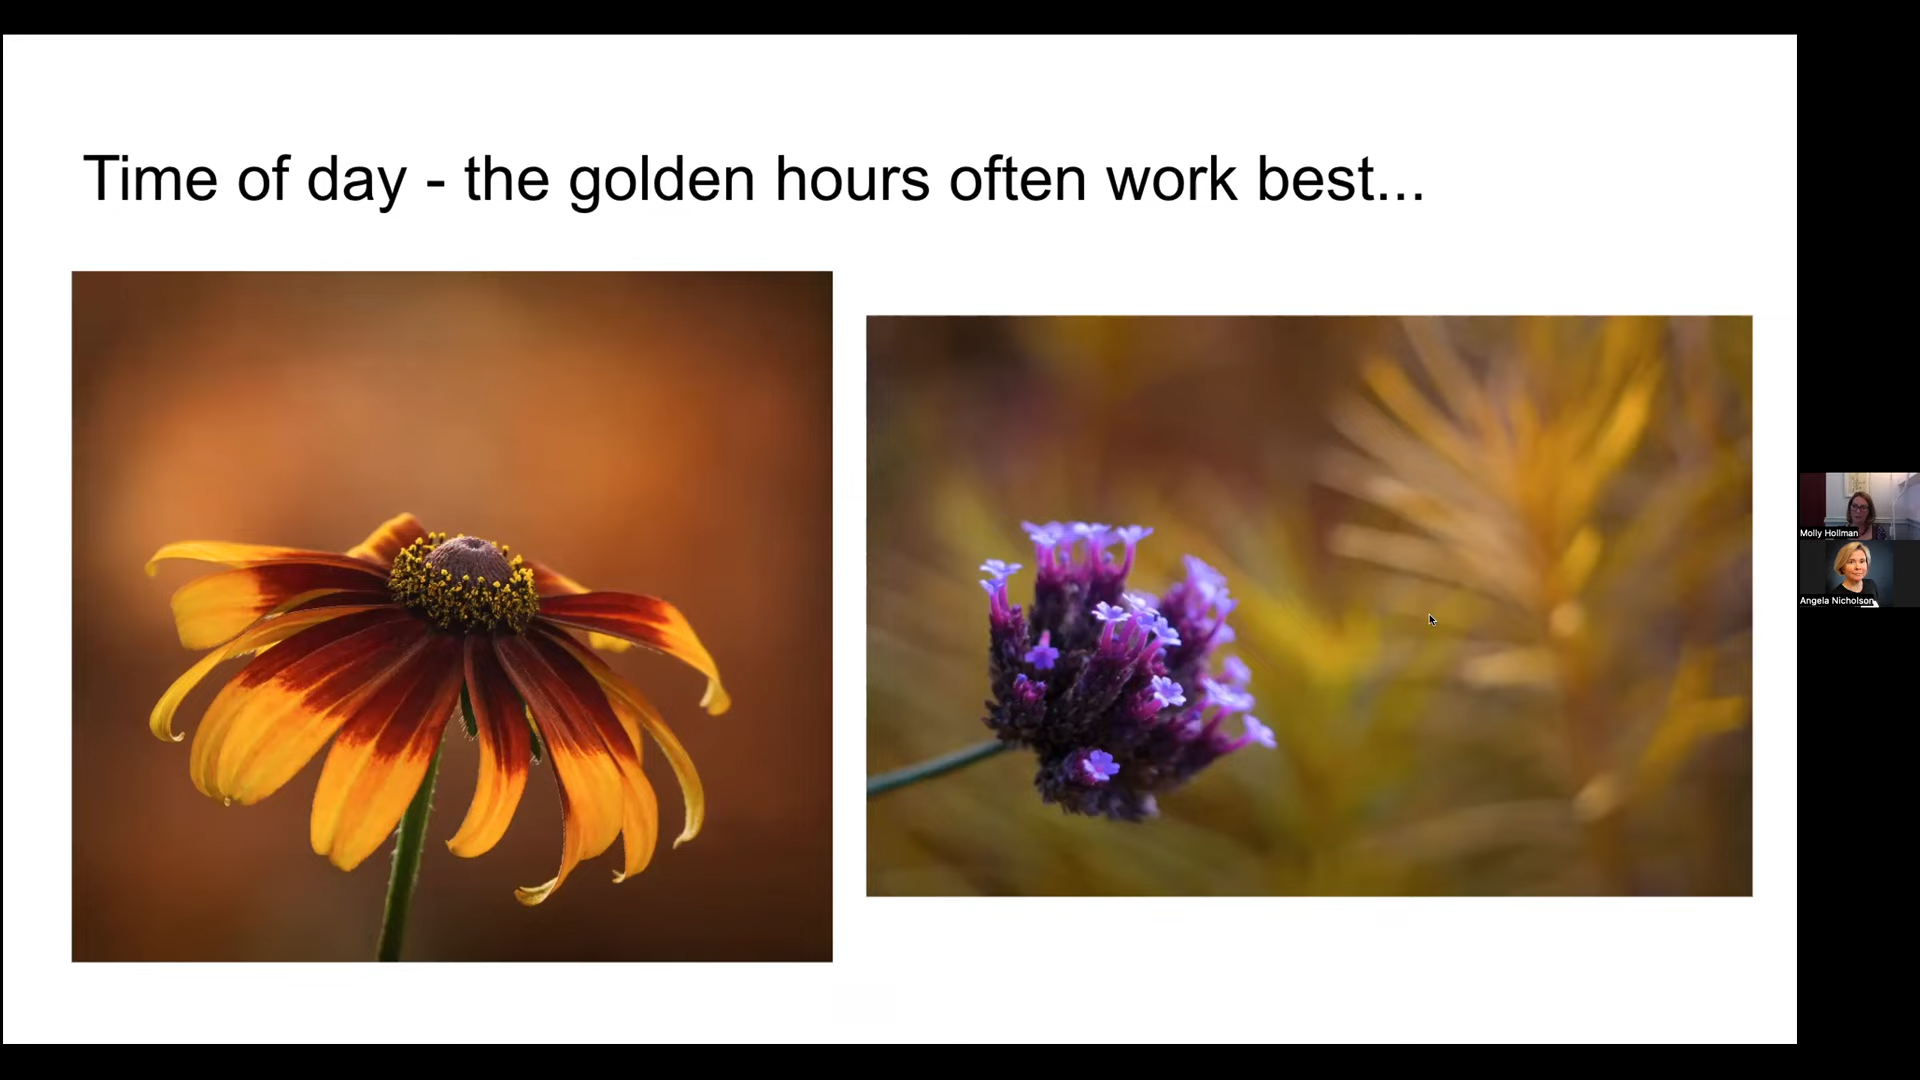 Time of day - the golden hours often work best...
Molly Hollman
Angela Nicholson